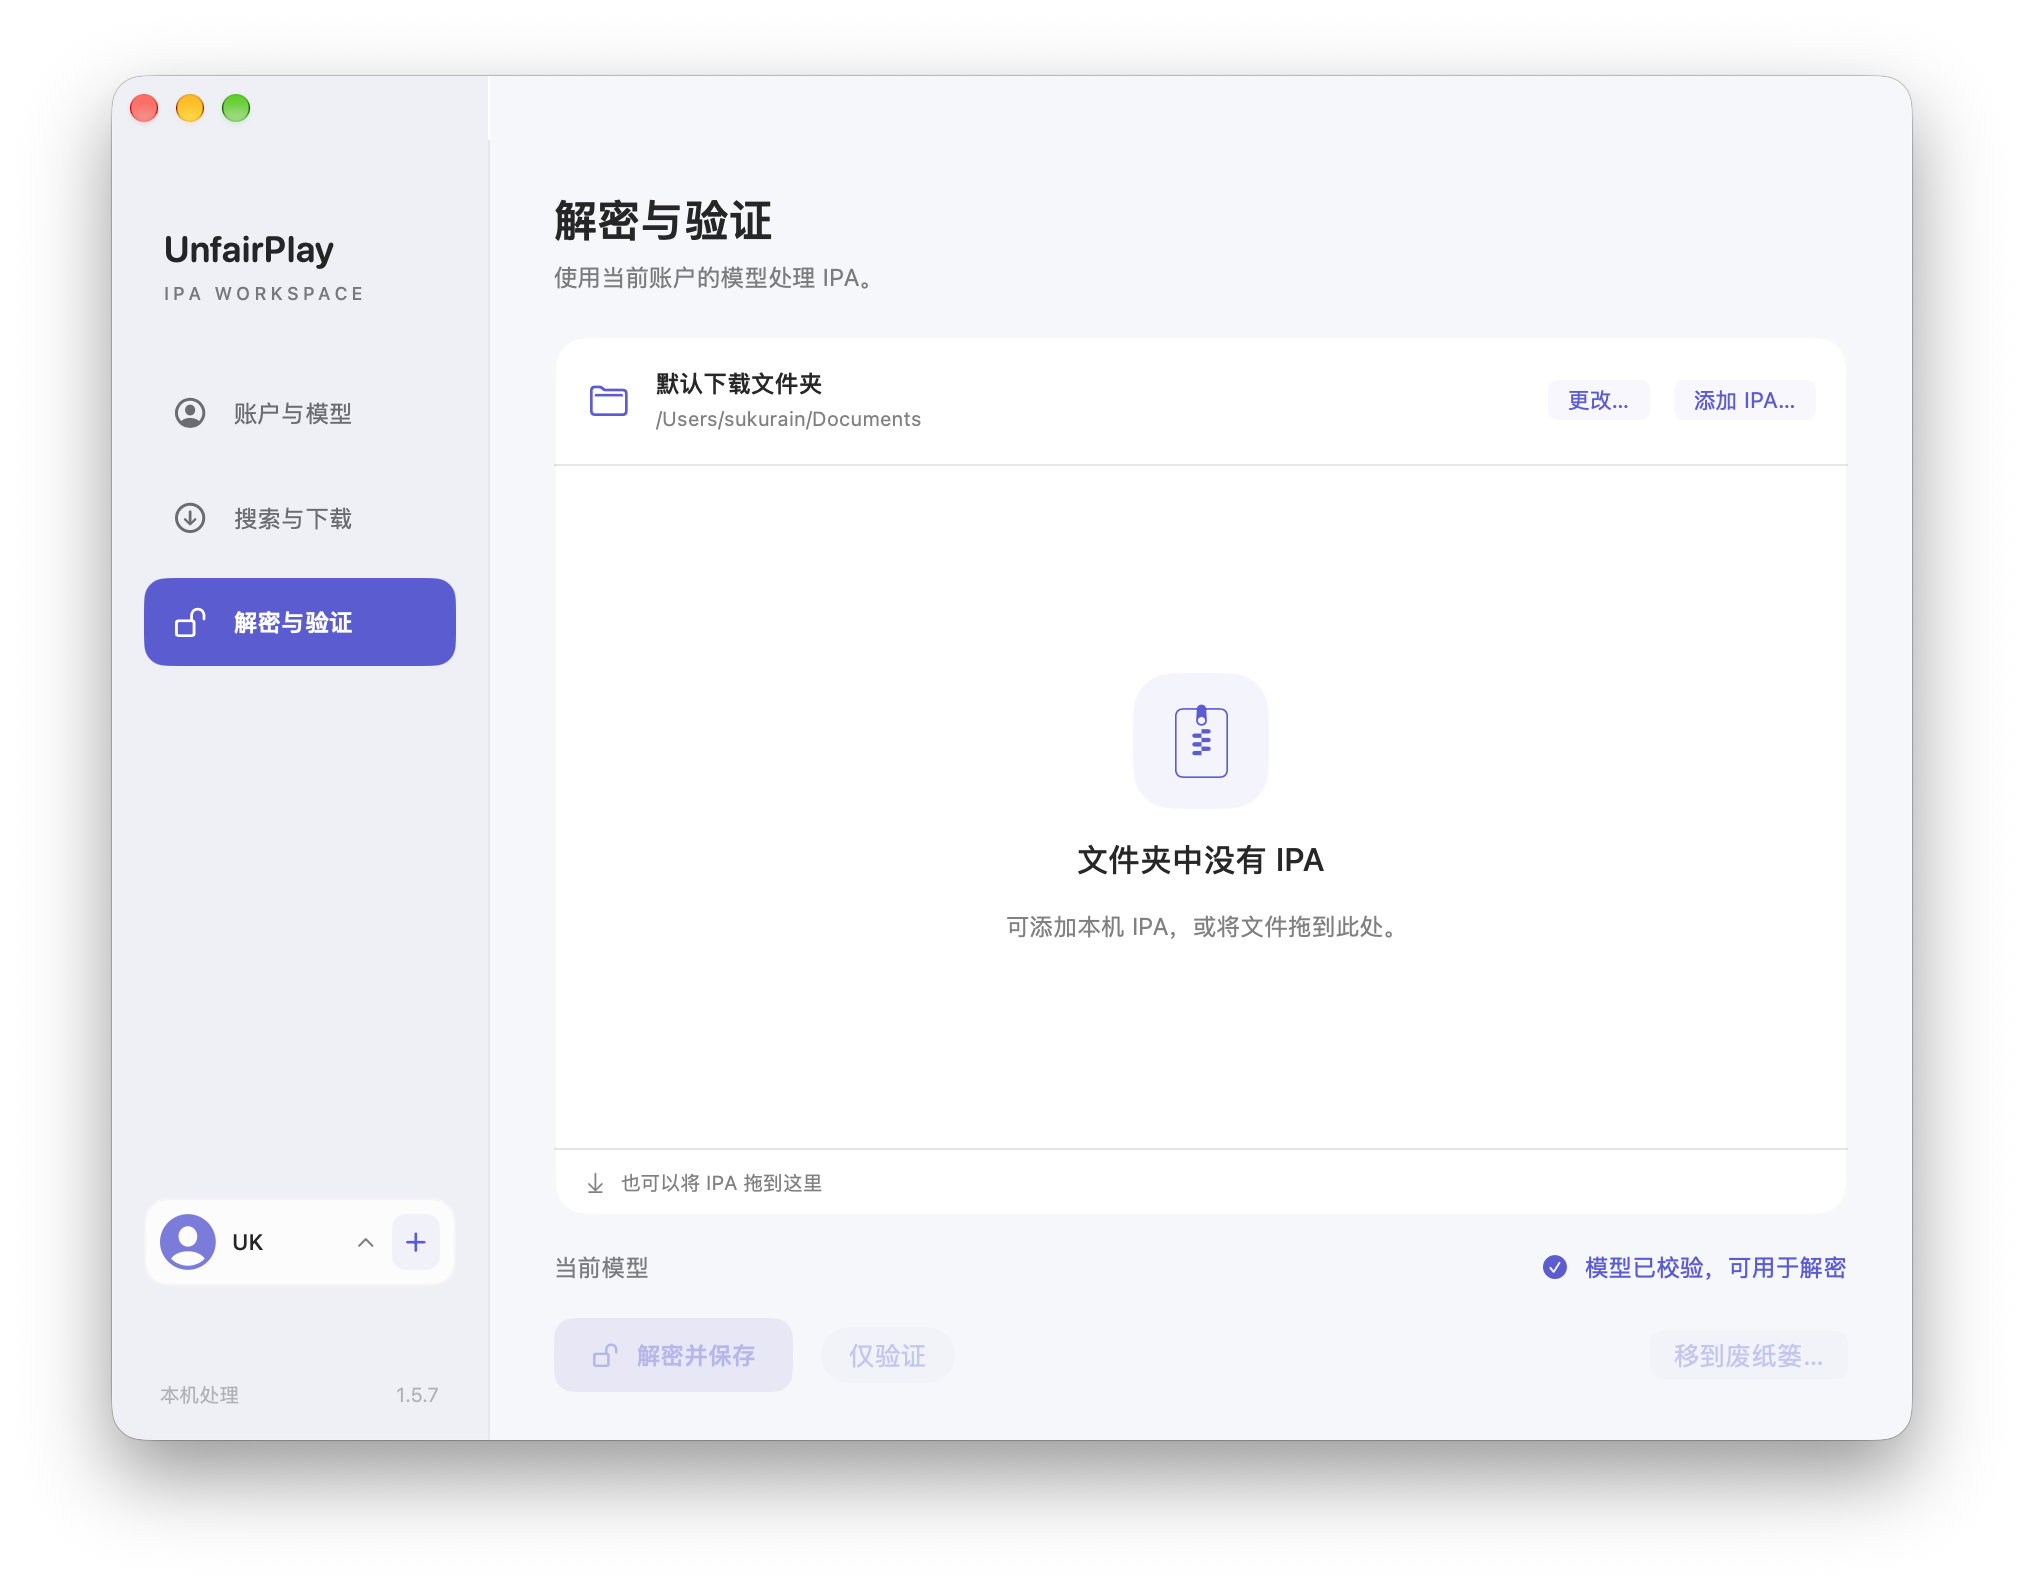 UnfairPlay
IPA WORKSPACE
账户与模型
搜索与下载
解密与验证
UK
本机处理
1.5.7
解密与验证
使用当前账户的模型处理 IPA。
默认下载文件夹
/Users/sukurain/Documents
更改...
添加 IPA...
文件夹中没有 IPA
可添加本机 IPA，或将文件拖到此处。
也可以将 IPA 拖到这里
当前模型
模型已校验，可用于解密
解密并保存
仅验证
移到废纸篓...